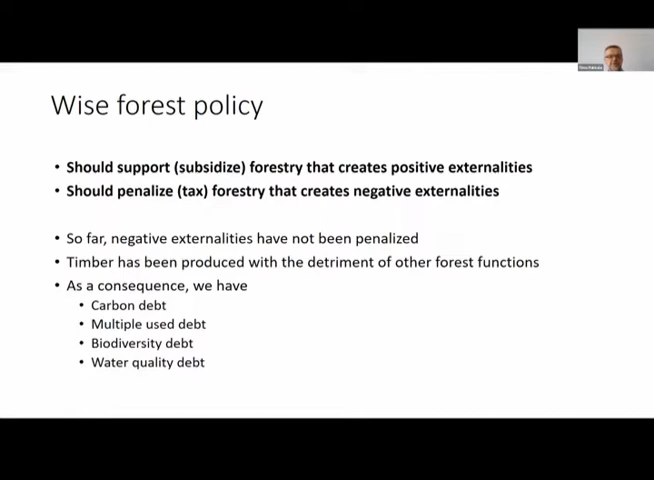 Wise forest policy
• Should support (subsidize) forestry that creates positive externalities
• Should penalize (tax) forestry that creates negative externalities
• So far, negative externalities have not been penalized
• Timber has been produced with the detriment of other forest functions
• As a consequence, we have
• Carbon debt
• Multiple used debt
• Biodiversity debt
• Water quality debt